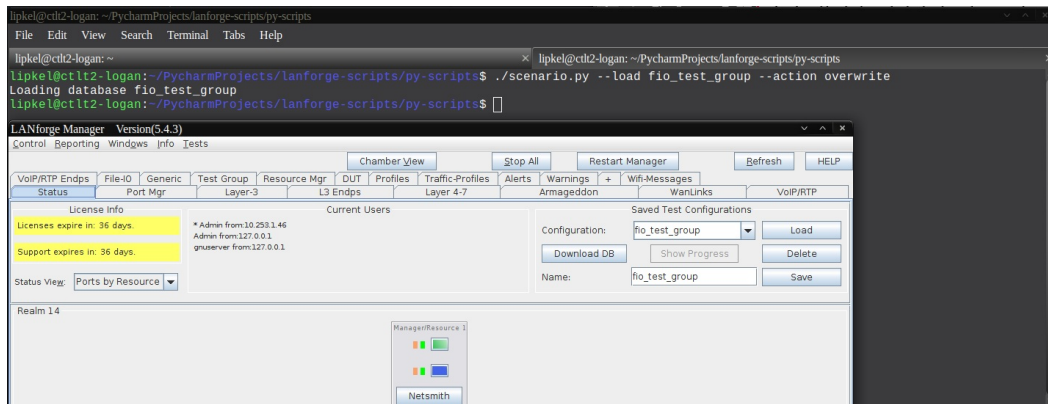 lipkel@ctlt2-logan: ~/PycharmProjects/lanforge-scripts/py-scripts
File Edit View Search Terminal Tabs Help
lipkel@ctlt2-logan: ~ × lipkel@ctlt2-logan: ~/PycharmProjects/lanforge-scripts/py-scripts
lipkel@ctlt2-logan:~/PycharmProjects/lanforge-scripts/py-scripts$ ./scenario.py --load fio_test_group --action overwrite
Loading database fio_test_group
lipkel@ctlt2-logan:~/PycharmProjects/lanforge-scripts/py-scripts$
LANforge Manager Version(5.4.3)
Control Reporting Windows Info Tests
Chamber View Stop All Restart Manager Refresh HELP
VoIP/RTP Endps File-IO Generic Test Group Resource Mgr DUT Profiles Traffic-Profiles Alerts Warnings + Wifi-Messages
Status Port Mgr Layer-3 L3 Endps Layer 4-7 Armageddon WanLinks VoIP/RTP
License Info Current Users Saved Test Configurations
Licenses expire in: 36 days.
Support expires in: 36 days.
Status View: Ports by Resource
* Admin from:10.253.1.46
Admin from:127.0.0.1
gnuserver from:127.0.0.1
Configuration: fio_test_group Load
Download DB Show Progress Delete
Name: fio_test_group Save
Realm 14
Manager/Resource 1
Netsmith